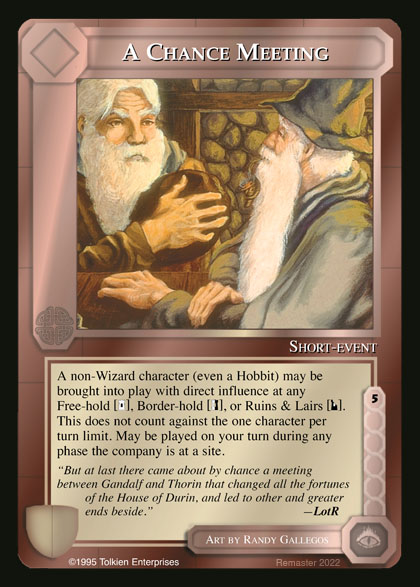 A Chance Meeting
Short-event
A non-Wizard character (even a Hobbit) may be
brought into play with direct influence at any
Free-hold [], Border-hold [], or Ruins & Lairs [].
This does not count against the one character per
turn limit. May be played on your turn during any
phase the company is at a site.
5
“But at last there came about by chance a meeting
between Gandalf and Thorin that changed all the fortunes
of the House of Durin, and led to other and greater
ends beside.” —LotR
Art by Randy Gallegos
©1995 Tolkien Enterprises
Remaster 2022